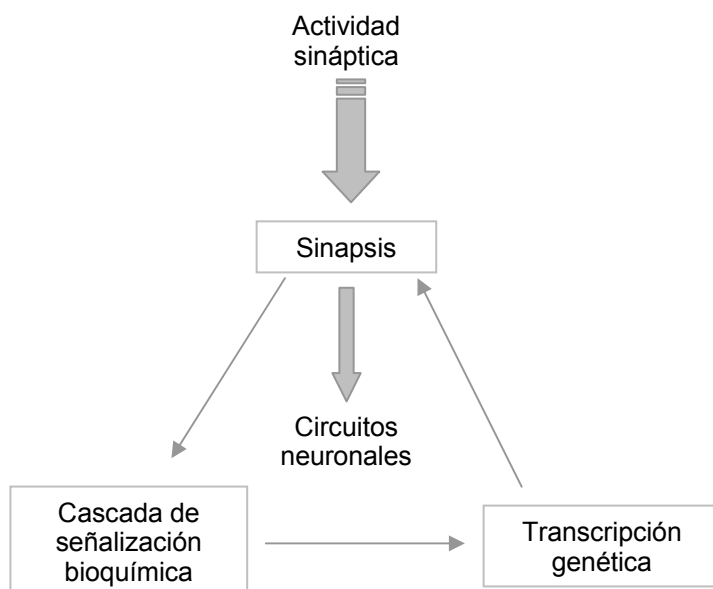 Actividad
sináptica
Sinapsis
Circuitos
neuronales
Cascada de
señalización
bioquímica
Transcripción
genética